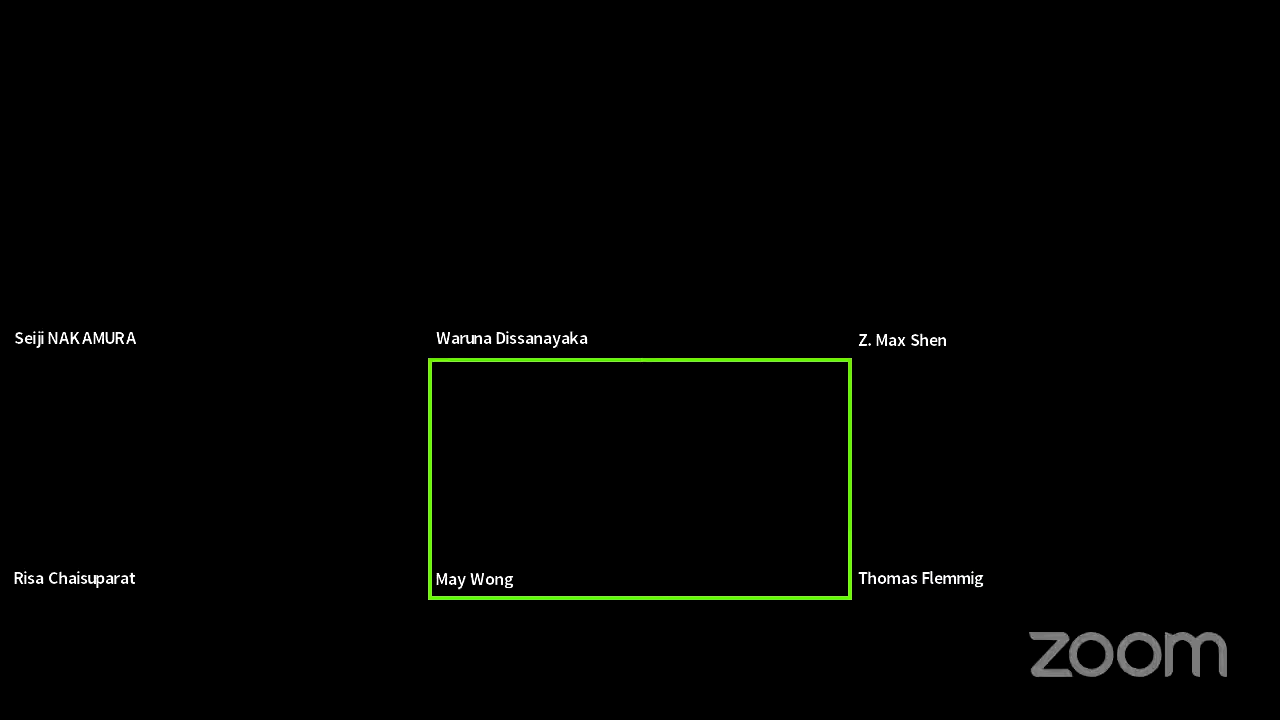 Seiji NAKAMURA
Waruna Dissanayaka
Z. Max Shen
Risa Chaisuparat
May Wong
Thomas Flemmig
zoom